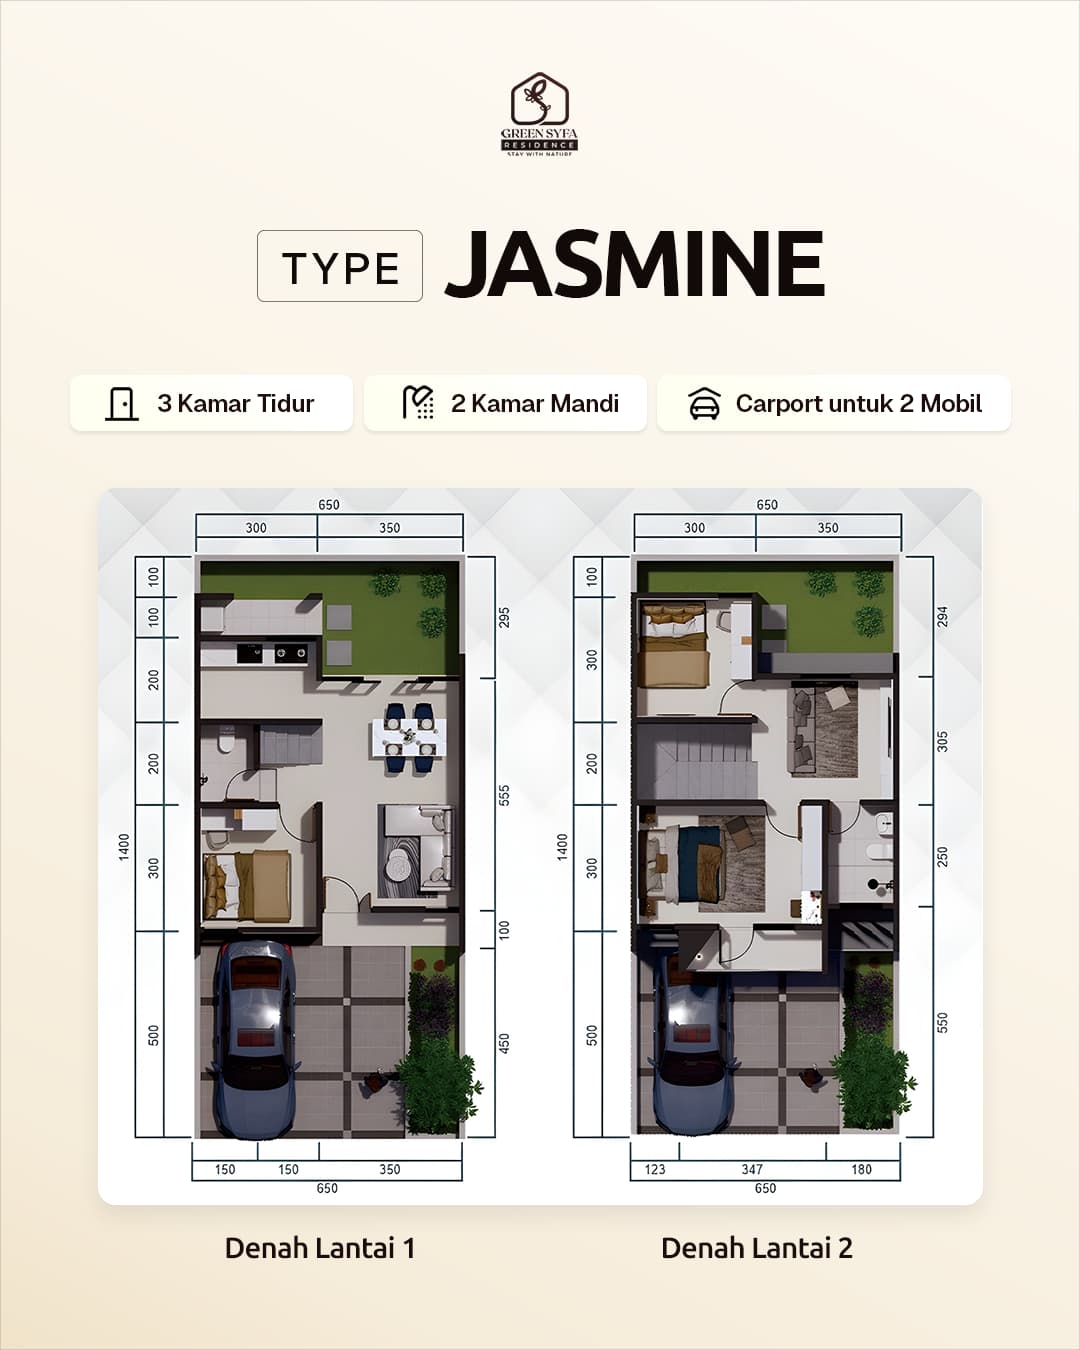 GREEN SYFA
RESIDENCE
STAY WITH NATURE
TYPE JASMINE
3 Kamar Tidur
2 Kamar Mandi
Carport untuk 2 Mobil
650
300 350
100
100
200
200
300
500
1400
295
555
100
450
150 150 350
650
Denah Lantai 1
650
300 350
100
300
200
300
500
1400
294
305
250
550
123 347 180
650
Denah Lantai 2